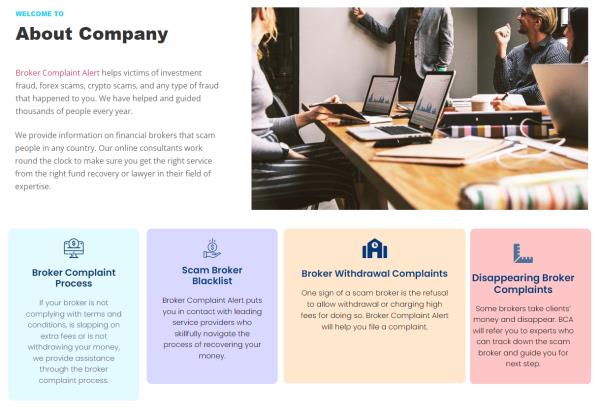 WELCOME TO
About Company
Broker Complaint Alert helps victims of investment
fraud, forex scams, crypto scams, and any type of fraud
that happened to you. We have helped and guided
thousands of people every year.
We provide information on financial brokers that scam
people in any country. Our online consultants work
round the clock to make sure you get the right service
from the right fund recovery or lawyer in their field of
expertise.
Broker Complaint
Process
If your broker is not
complying with terms and
conditions, is slapping on
extra fees or is not
withdrawing your money,
we provide assistance
through the broker
complaint process.
Scam Broker
Blacklist
Broker Complaint Alert puts
you in contact with leading
service providers who
skillfully navigate the
process of recovering your
money.
Broker Withdrawal Complaints
One sign of a scam broker is the refusal
to allow withdrawal or charging high
fees for doing so. Broker Complaint Alert
will help you file a complaint.
Disappearing Broker
Complaints
Some brokers take clients'
money and disappear. BCA
will refer you to experts who
can track down the scam
broker and guide you for
next step.